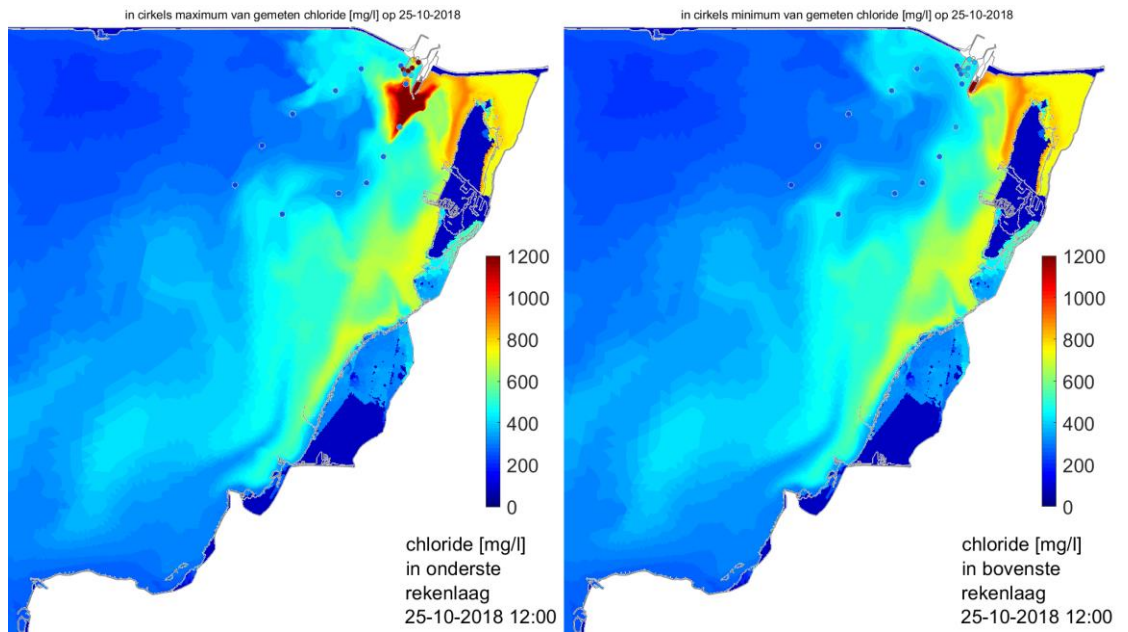 in cirkels maximum van gemeten chloride [mg/l] op 25-10-2018
1200
1000
800
600
400
200
0
chloride [mg/l]
in onderste
rekenlaag
25-10-2018 12:00
in cirkels minimum van gemeten chloride [mg/l] op 25-10-2018
1200
1000
800
600
400
200
0
chloride [mg/l]
in bovenste
rekenlaag
25-10-2018 12:00